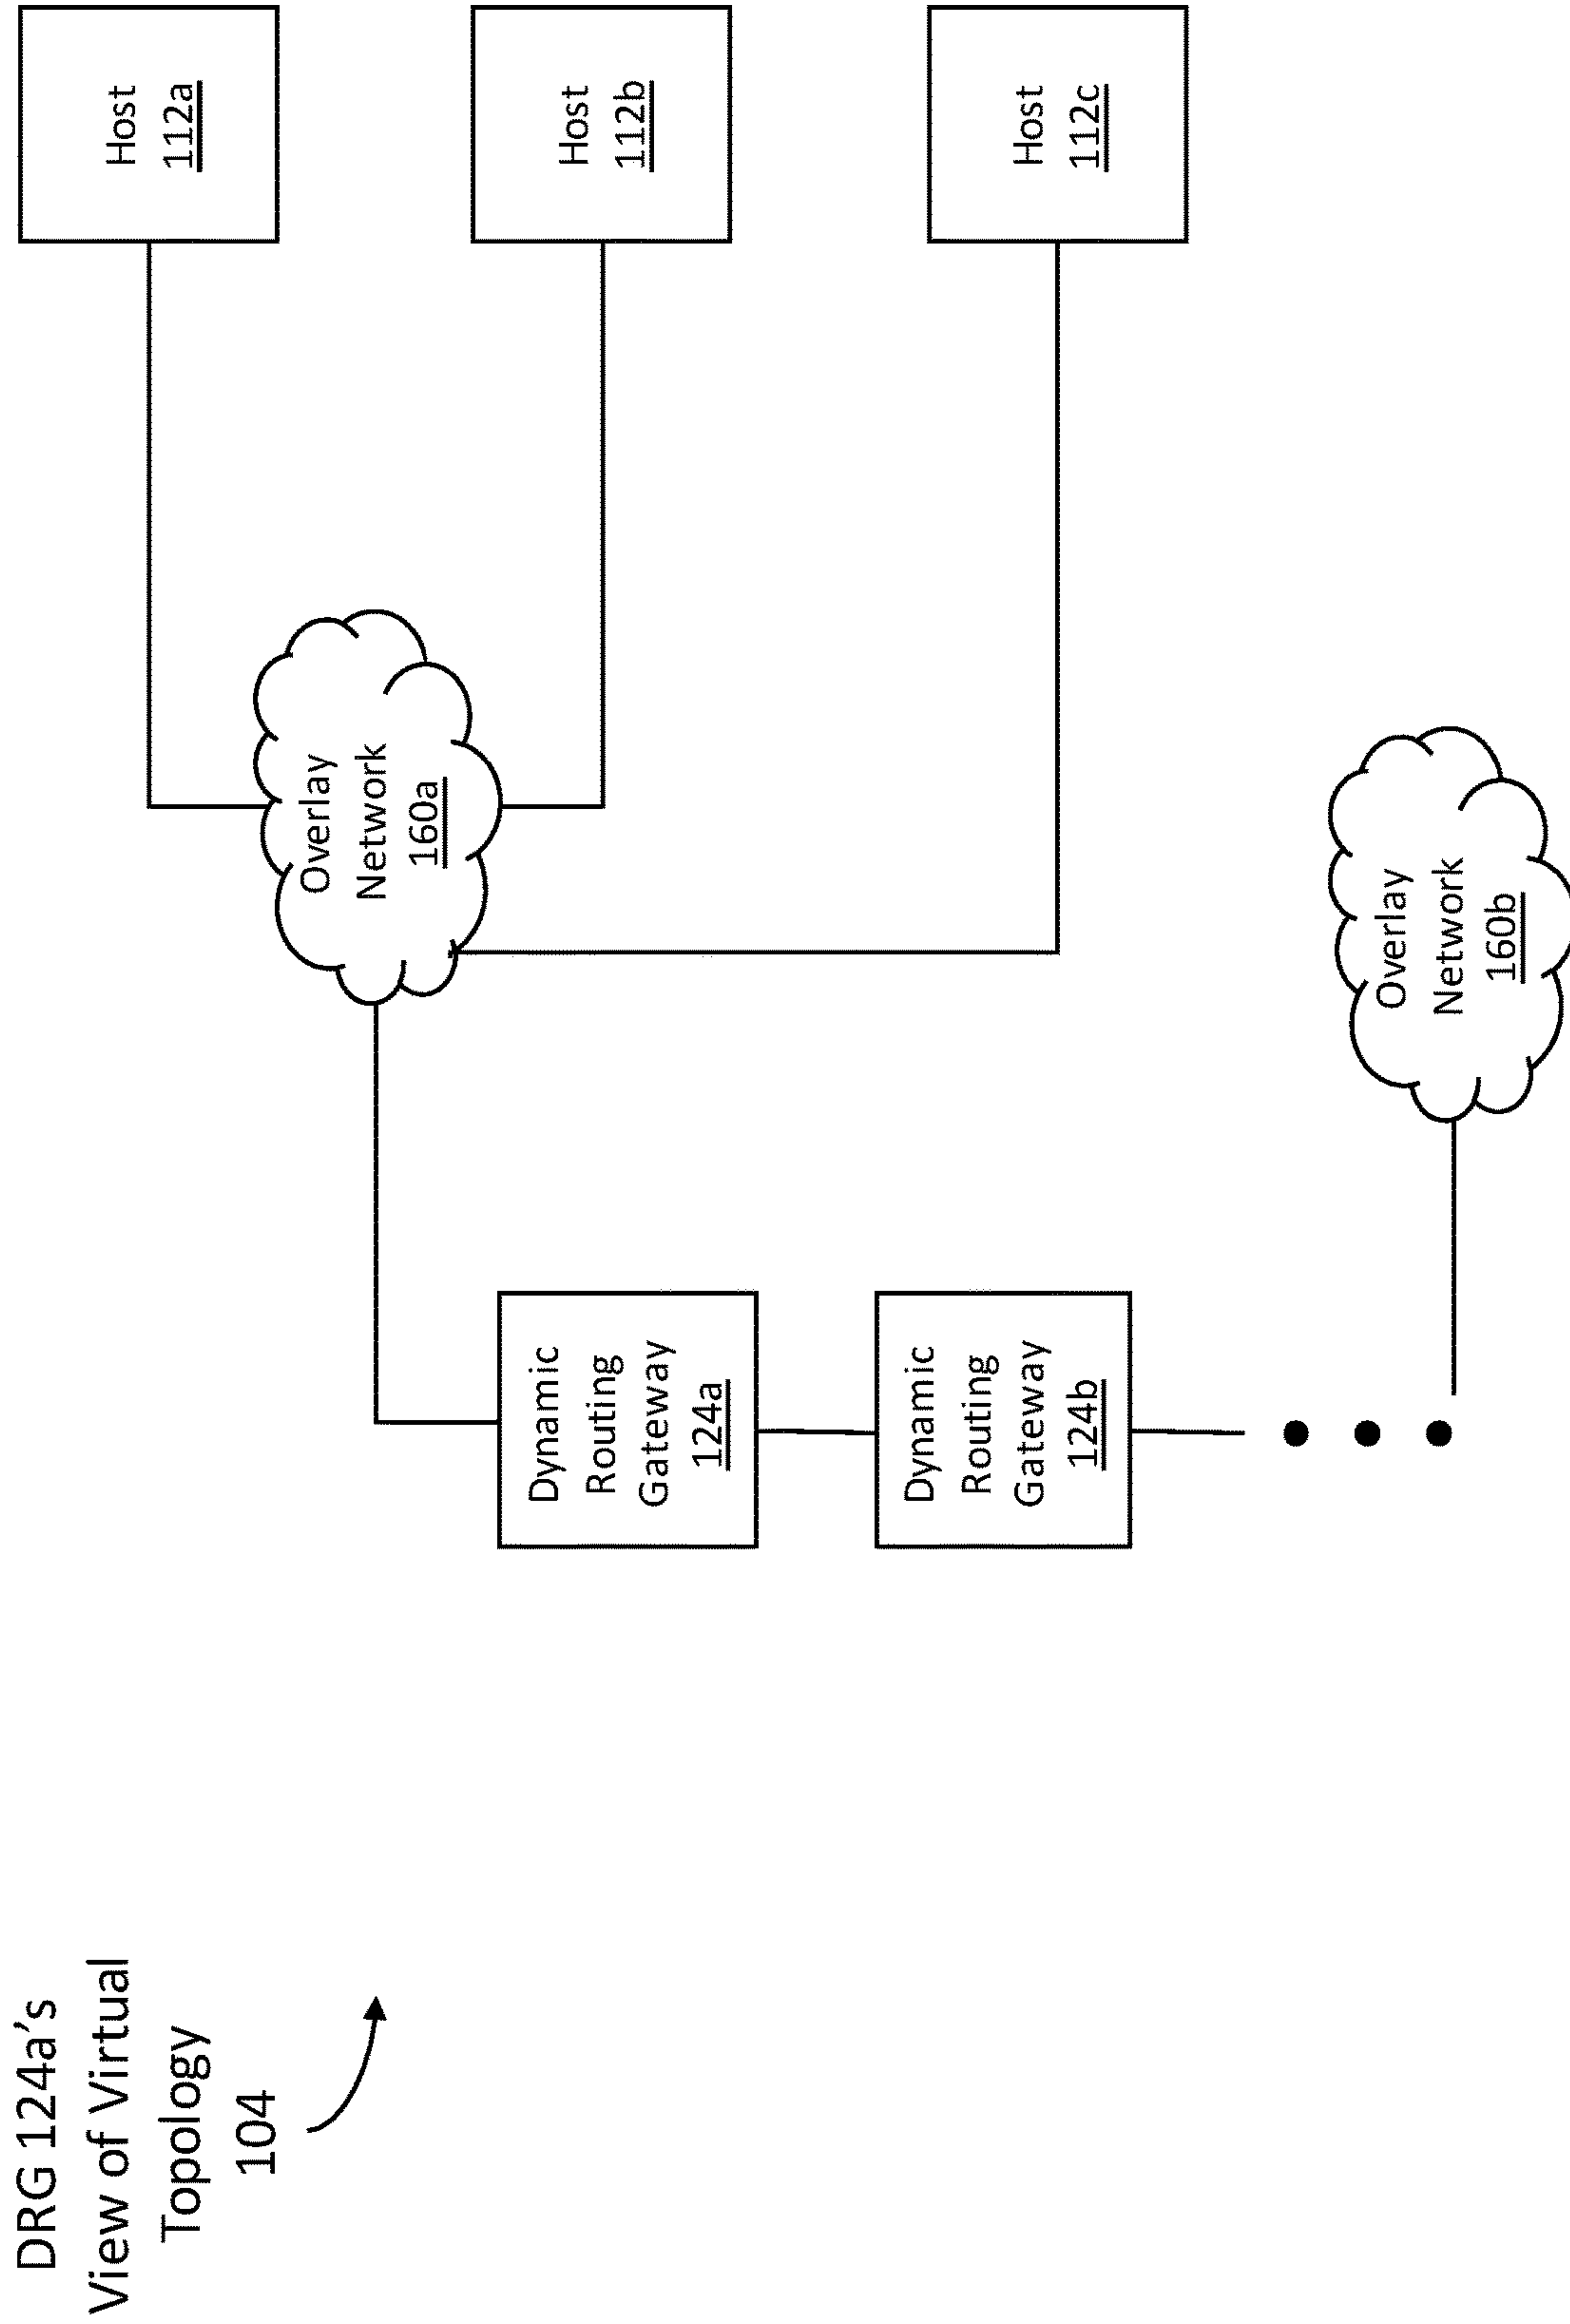 DRG 124a's
View of Virtual
Topology
104
Host
112a
Host
112b
Host
112c
Overlay
Network
160a
Dynamic
Routing
Gateway
124a
Dynamic
Routing
Gateway
124b
Overlay
Network
160b